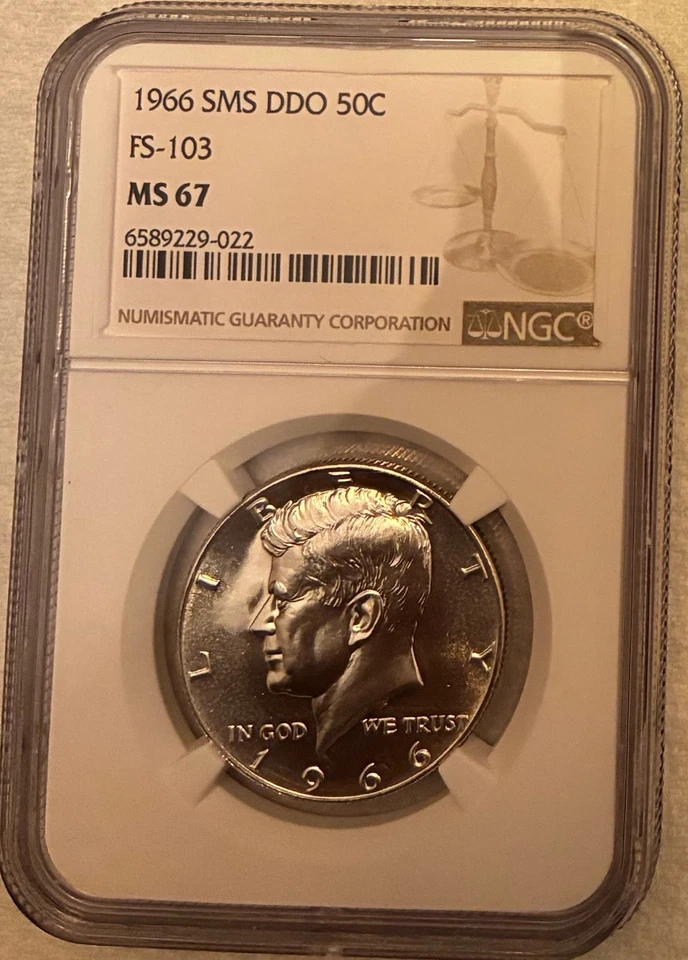 1966 SMS DDO 50C
FS-103
MS 67
6589229-022
NUMISMATIC GUARANTY CORPORATION
NGC®
LIBERTY
IN GOD WE TRUST
1966